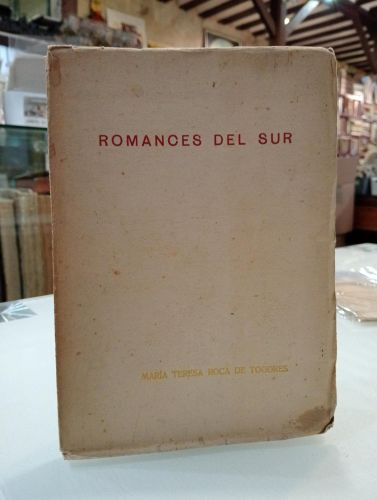 ROMANCES DEL SUR
MARÍA TERESA ROCA DE TOGORES